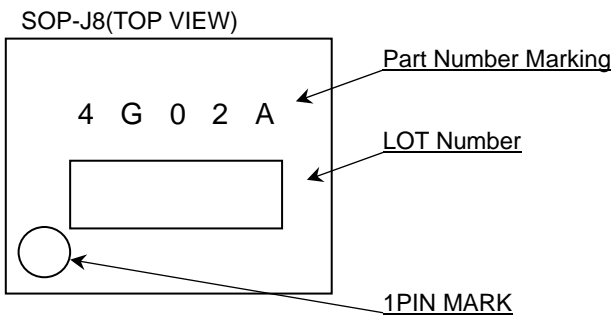 SOP-J8(TOP VIEW)
Part Number Marking
4 G 0 2 A
LOT Number
1PIN MARK